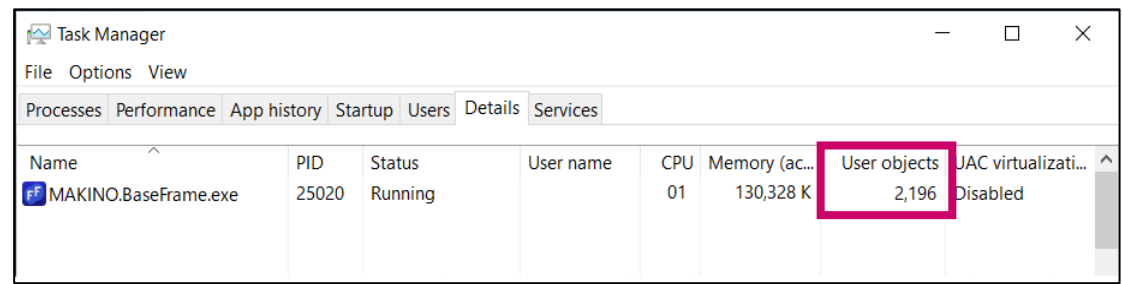 Task Manager
File Options View
Processes Performance App history Startup Users Details Services
Name PID Status User name CPU Memory (ac... User objects UAC virtualizati...
FF MAKINO.BaseFrame.exe 25020 Running 01 130,328 K 2,196 Disabled